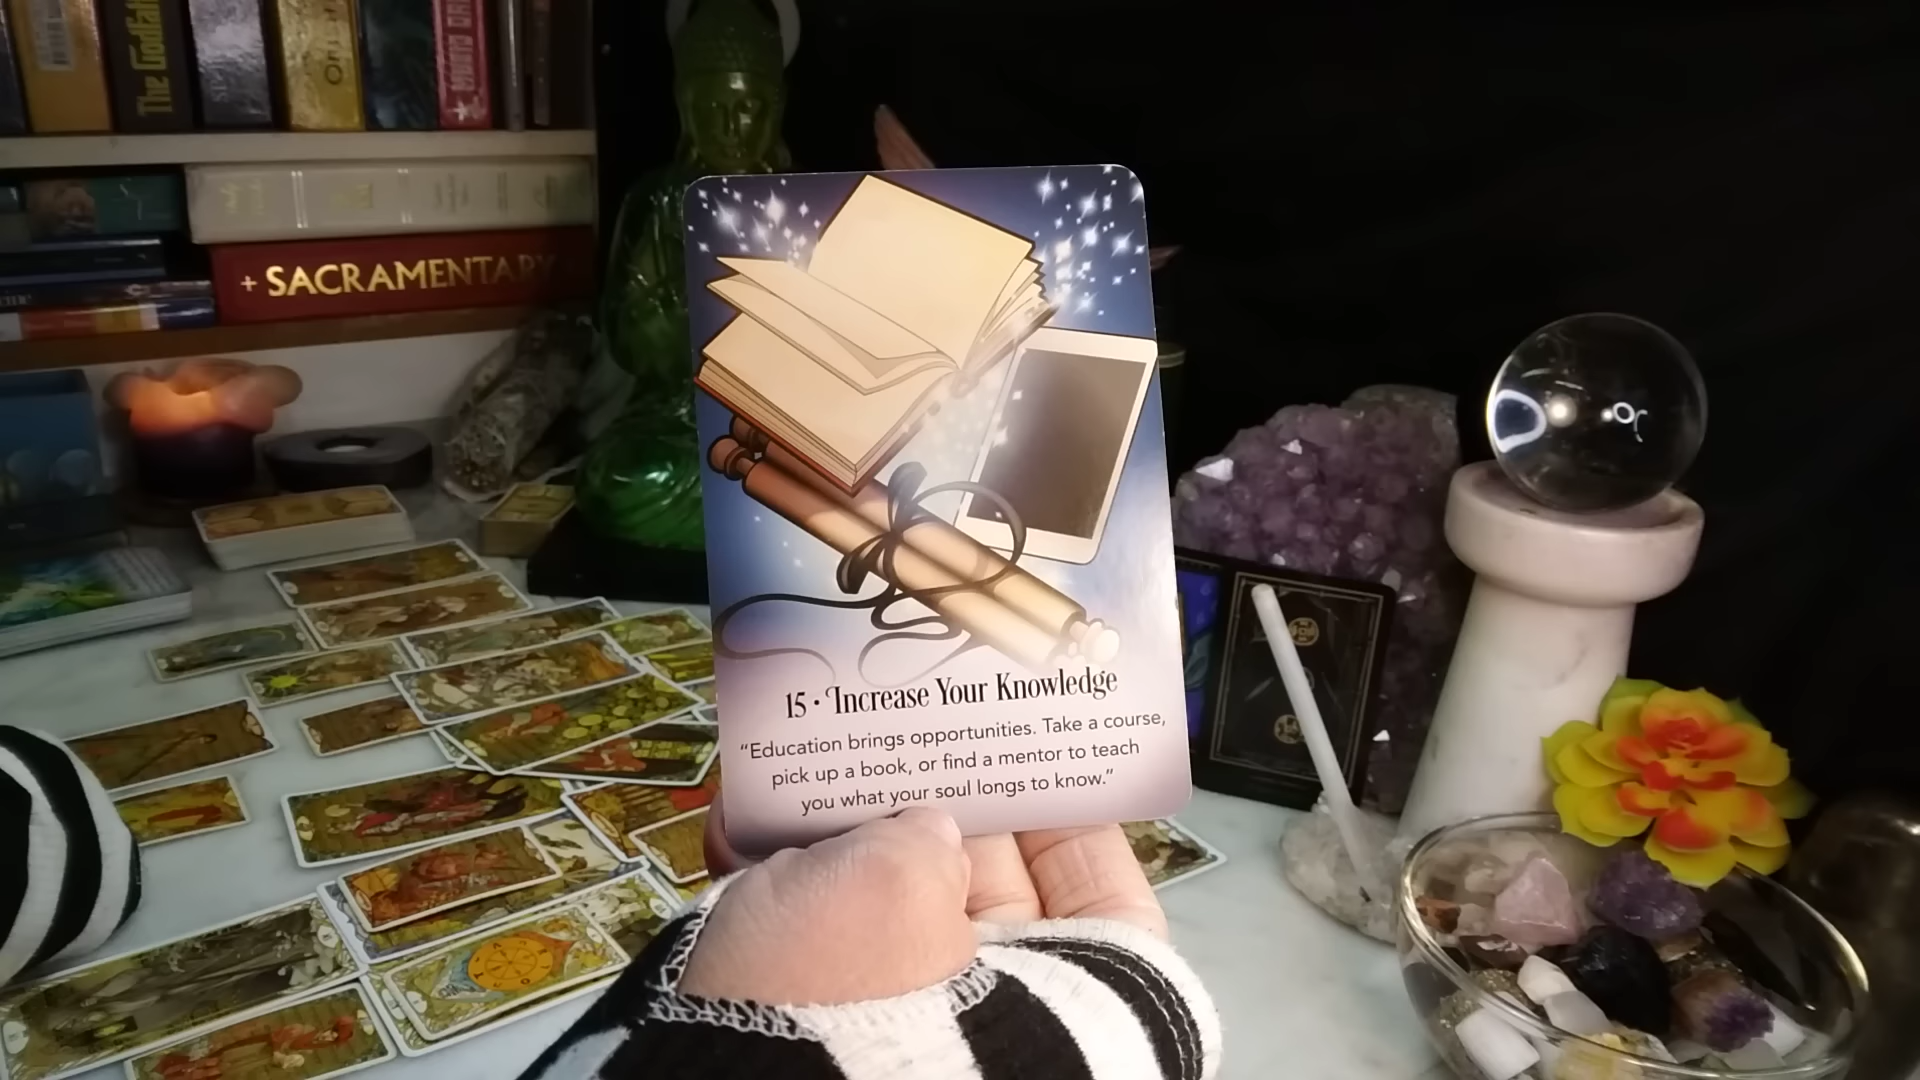 The Godfat
+ SACRAMENTARY
15 • Increase Your Knowledge
“Education brings opportunities. Take a course,
pick up a book, or find a mentor to teach
you what your soul longs to know.”